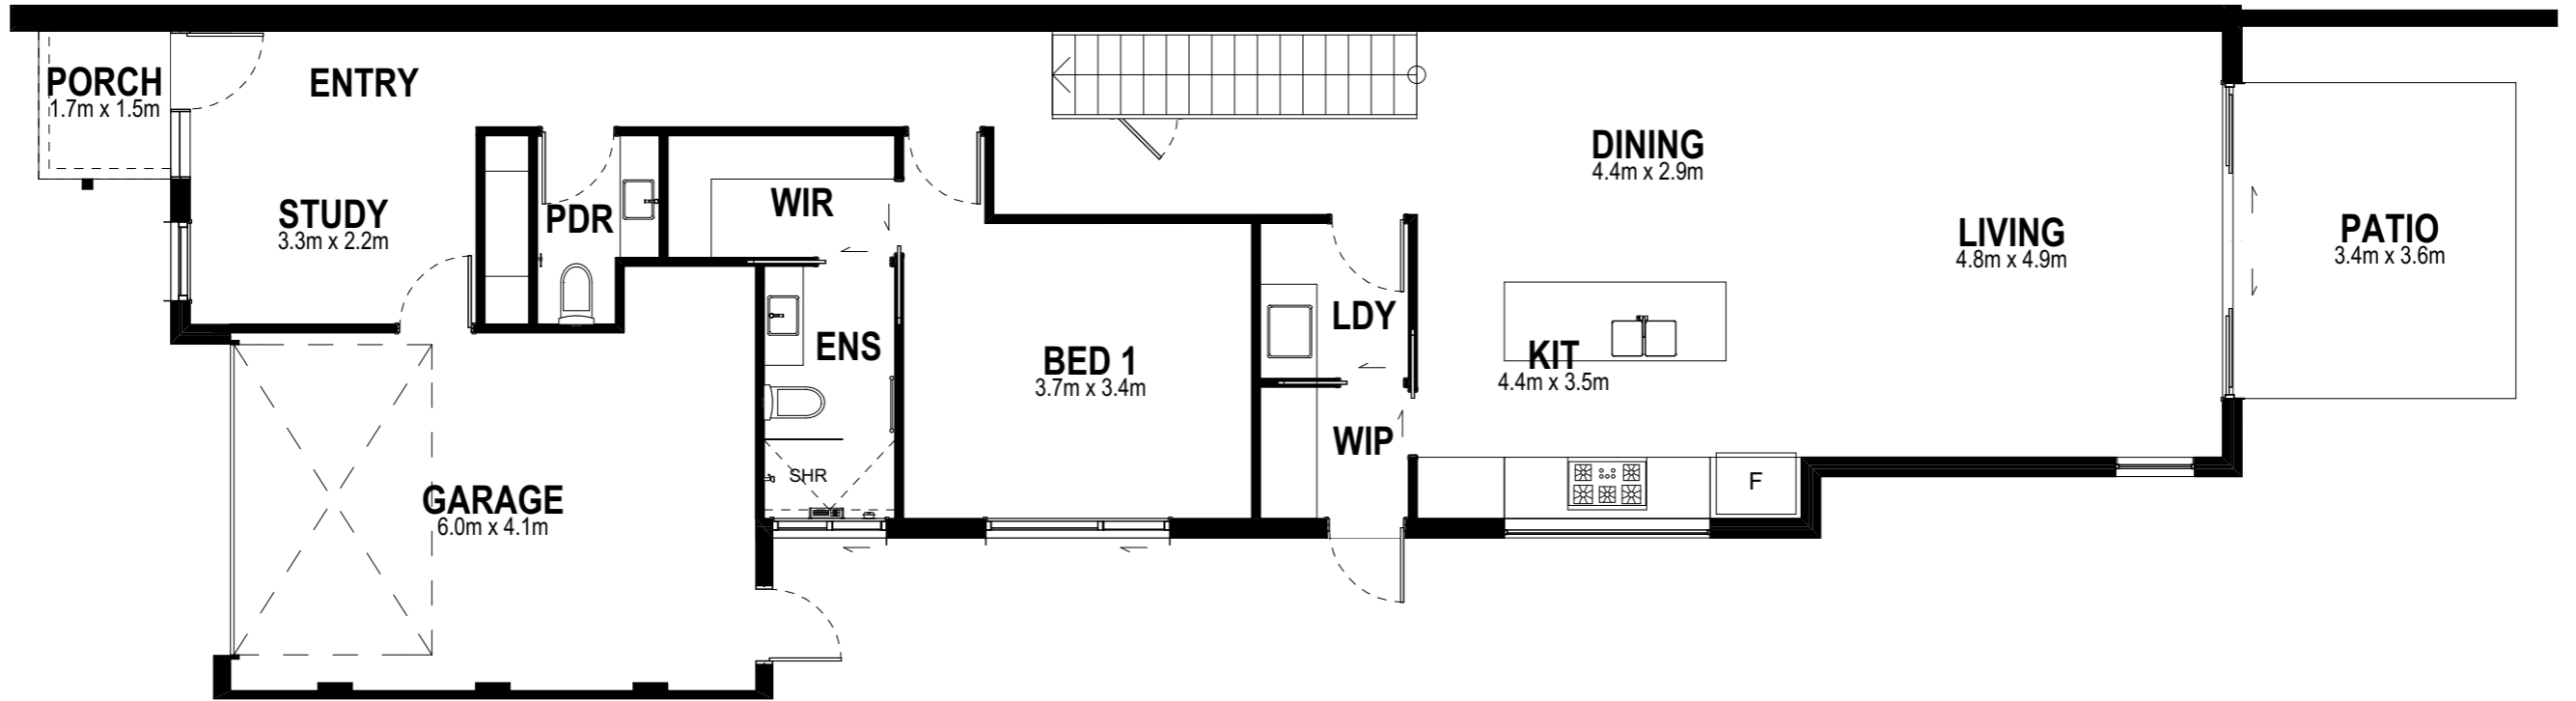 PORCH
1.7m x 1.5m
ENTRY
STUDY
3.3m x 2.2m
PDR
WIR
ENS
SHR
GARAGE
6.0m x 4.1m
BED 1
3.7m x 3.4m
LDY
WIP
KIT
4.4m x 3.5m
F
DINING
4.4m x 2.9m
LIVING
4.8m x 4.9m
PATIO
3.4m x 3.6m